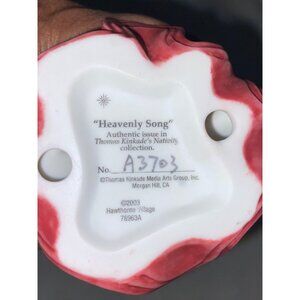 "Heavenly Song"
Authentic issue in
Thomas Kinkade's Nativity
collection.
No. A3703
©Thomas Kinkade Media Arts Group, Inc.
Morgan Hill, CA
©2003
Hawthorne Village
76963A